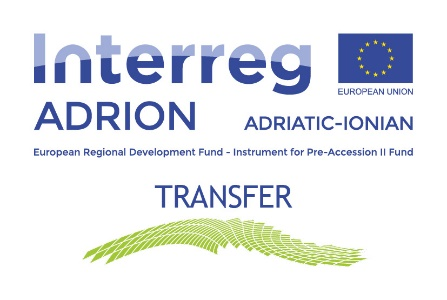 Interreg
EUROPEAN UNION
ADRION ADRIATIC-IONIAN
European Regional Development Fund - Instrument for Pre-Accession II Fund
TRANSFER